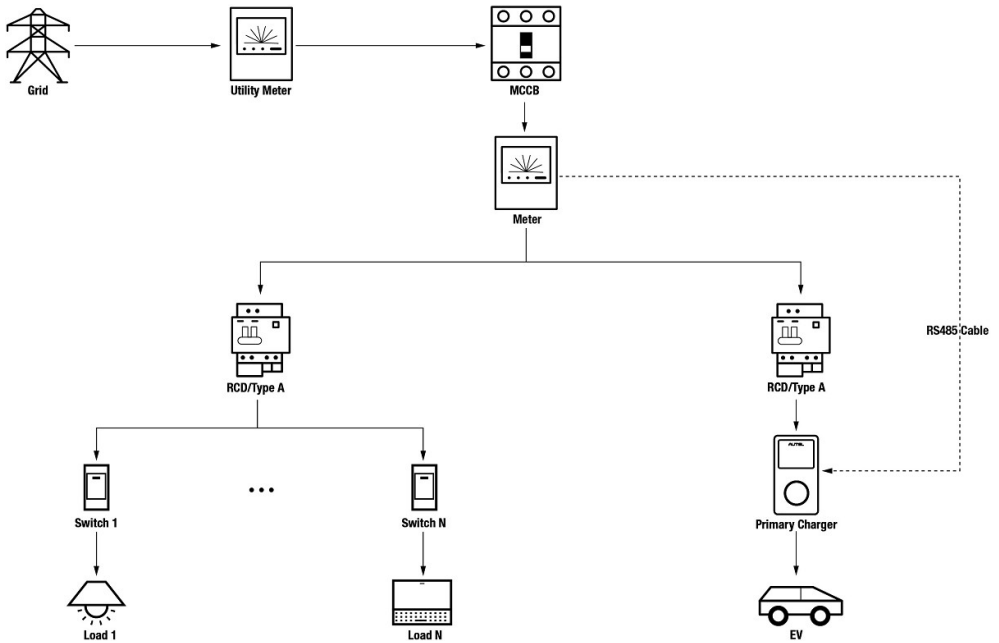 Grid
Utility Meter
MCCB
Meter
RS485 Cable
RCD/Type A
RCD/Type A
AUTEL
Switch 1
...
Switch N
Primary Charger
Load 1
Load N
EV